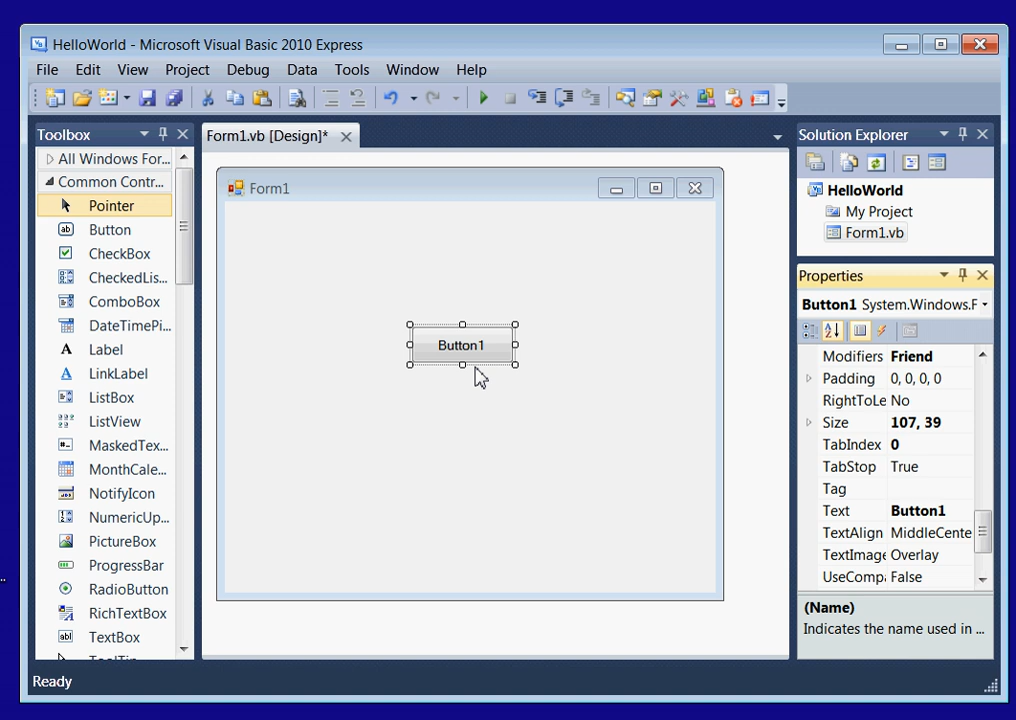 HelloWorld - Microsoft Visual Basic 2010 Express
File Edit View Project Debug Data Tools Window Help
Toolbox
All Windows For...
Common Contr...
Pointer
Button
CheckBox
CheckedLis...
ComboBox
DateTimePi...
A Label
A LinkLabel
ListBox
ListView
MaskedTex...
MonthCale...
NotifyIcon
NumericUp...
PictureBox
ProgressBar
RadioButton
RichTextBox
TextBox
Form1.vb [Design]*
Form1
Button1
Solution Explorer
HelloWorld
My Project
Form1.vb
Properties
Button1 System.Windows.F
Modifiers Friend
Padding 0, 0, 0, 0
RightToLe No
Size 107, 39
TabIndex 0
TabStop True
Tag
Text Button1
TextAlign MiddleCente
TextImage Overlay
UseCompa False
(Name)
Indicates the name used in ...
Ready